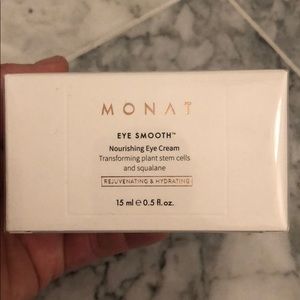 MONAT
EYE SMOOTH™
Nourishing Eye Cream
Transforming plant stem cells
and squalane
REJUVENATING & HYDRATING
15 ml e 0.5 fl.oz.